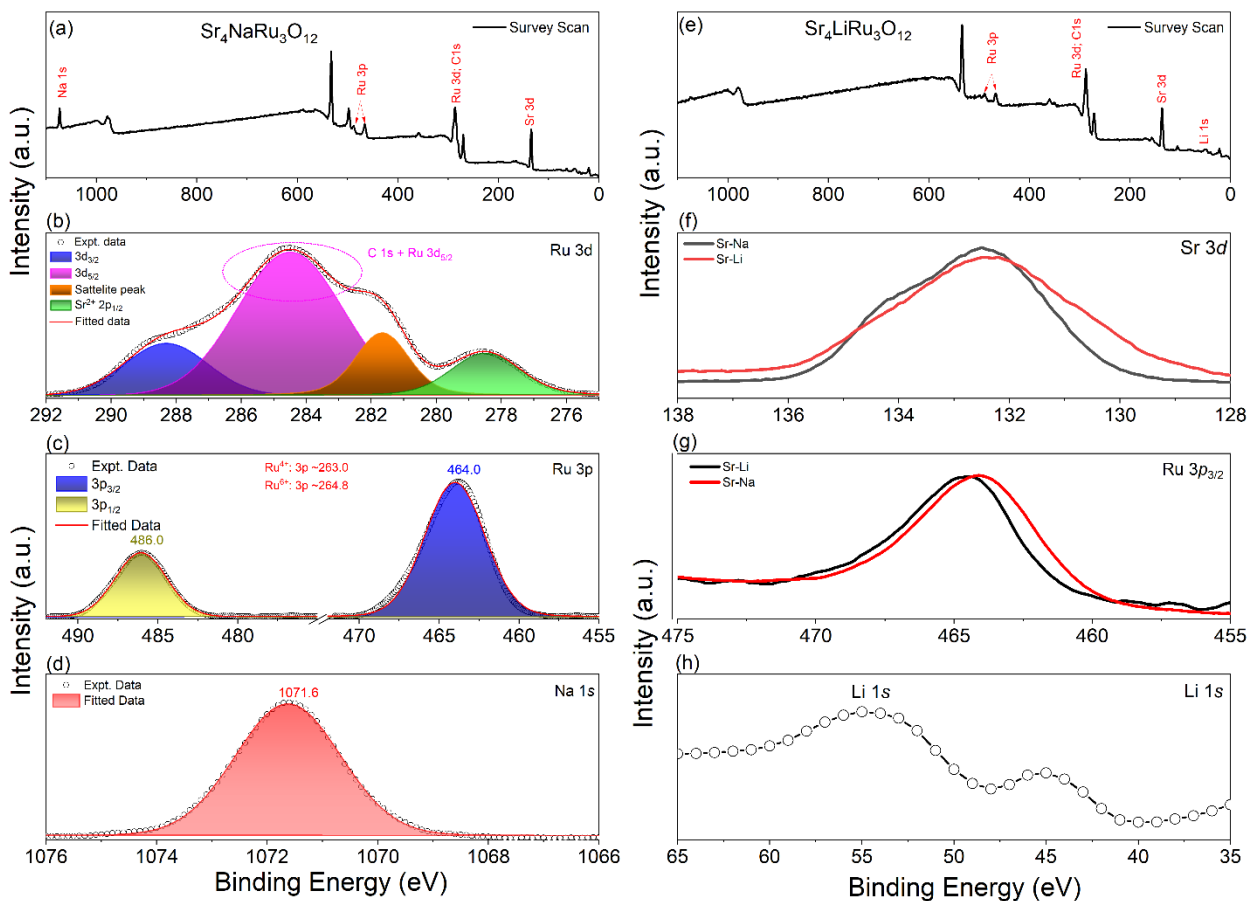 (a)
Sr₄NaRu₃O₁₂
Survey Scan
Na 1s
Ru 3p
Ru 3d; C1s
Sr 3d
1000 800 600 400 200 0
(b)
Expt. data
3d₃/₂
3d₅/₂
Sattelite peak
Sr²⁺ 2p₁/₂
Fitted data
C 1s + Ru 3d₅/₂
Ru 3d
292 290 288 286 284 282 280 278 276
(c)
Expt. Data
3p₃/₂
3p₁/₂
Fitted Data
486.0
Ru⁴⁺: 3p ~263.0
Ru⁶⁺: 3p ~264.8
464.0
Ru 3p
490 480 470 460 455
(d)
Expt. Data
Fitted Data
1071.6
Na 1s
1076 1074 1072 1070 1068 1066
Binding Energy (eV)
Intensity (a.u.)
Intensity (a.u.)
(e)
Sr₄LiRu₃O₁₂
Survey Scan
Ru 3p
Ru 3d; C1s
Sr 3d
Li 1s
1000 800 600 400 200 0
(f)
Sr-Na
Sr-Li
Sr 3d
138 136 134 132 130 128
(g)
Sr-Li
Sr-Na
Ru 3p₃/₂
475 470 465 460 455
(h)
Li 1s
Li 1s
65 60 55 50 45 40 35
Binding Energy (eV)
Intensity (a.u.)
Intensity (a.u.)